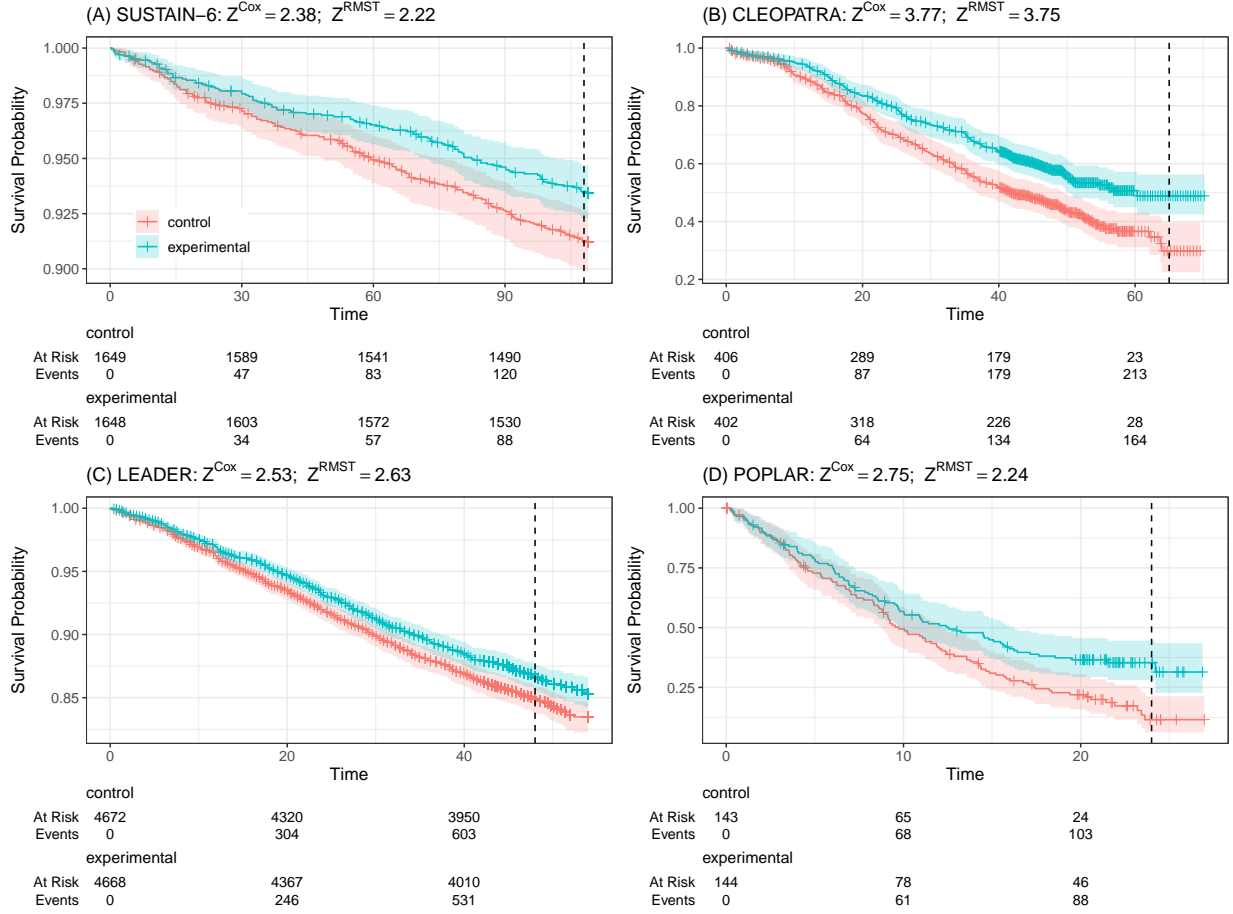 (A) SUSTAIN−6: Z^Cox = 2.38; Z^RMST = 2.22
1.000
0.975
0.950
0.925
0.900
Survival Probability
control
experimental
0 30 60 90
Time
control
At Risk 1649 1589 1541 1490
Events 0 47 83 120
experimental
At Risk 1648 1603 1572 1530
Events 0 34 57 88
(B) CLEOPATRA: Z^Cox = 3.77; Z^RMST = 3.75
1.0
0.8
0.6
0.4
0.2
Survival Probability
0 20 40 60
Time
control
At Risk 406 289 179 23
Events 0 87 179 213
experimental
At Risk 402 318 226 28
Events 0 64 134 164
(C) LEADER: Z^Cox = 2.53; Z^RMST = 2.63
1.00
0.95
0.90
0.85
Survival Probability
0 20 40
Time
control
At Risk 4672 4320 3950
Events 0 304 603
experimental
At Risk 4668 4367 4010
Events 0 246 531
(D) POPLAR: Z^Cox = 2.75; Z^RMST = 2.24
1.00
0.75
0.50
0.25
Survival Probability
0 10 20
Time
control
At Risk 143 65 24
Events 0 68 103
experimental
At Risk 144 78 46
Events 0 61 88